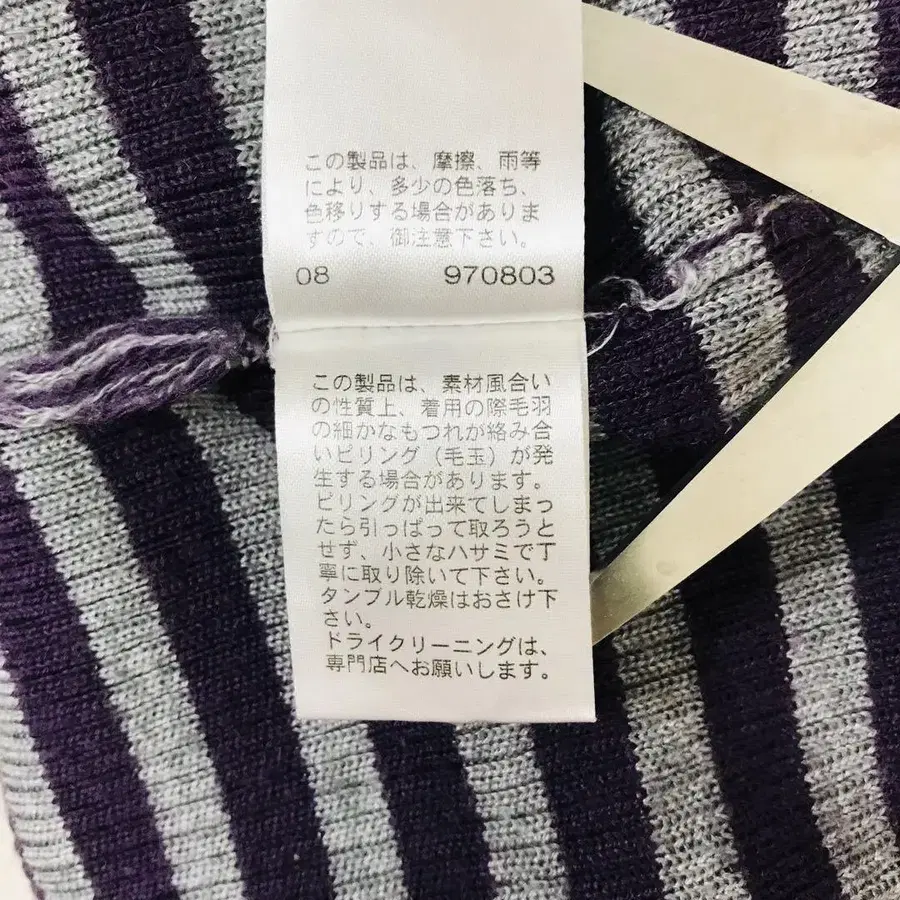 この製品は、摩擦、雨等
により、多少の色落ち、
色移りする場合がありま
すので、御注意下さい。
08 970803
この製品は、素材風合い
の性質上、着用の際毛羽
の細かなもつれが絡み合
いピリング（毛玉）が発
生する場合があります。
ピリングが出来てしまっ
たら引っぱって取ろうと
せず、小さなハサミで丁
寧に取り除いて下さい。
タンブル乾燥はおさけ下
さい。
ドライクリーニングは、
専門店へお願いします。